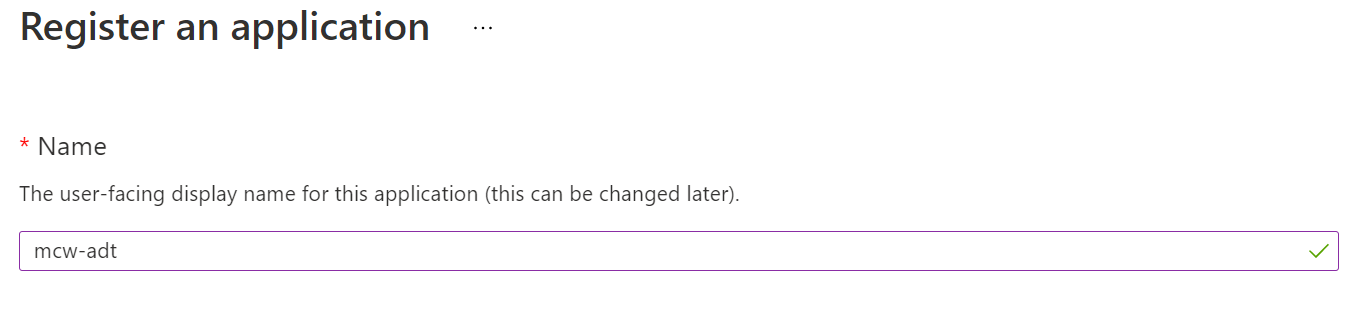 Register an application ...
* Name
The user-facing display name for this application (this can be changed later).
mcw-adt